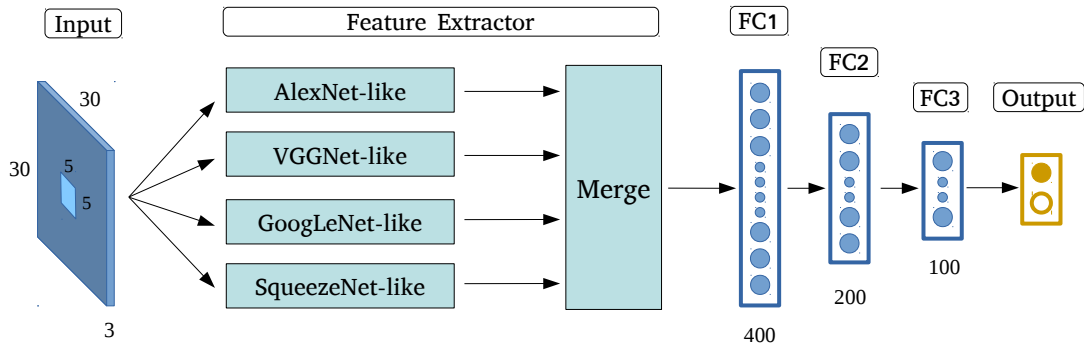 Input
Feature Extractor
FC1
FC2
FC3
Output
30
30
5
5
3
AlexNet-like
VGGNet-like
GoogLeNet-like
SqueezeNet-like
Merge
400
200
100